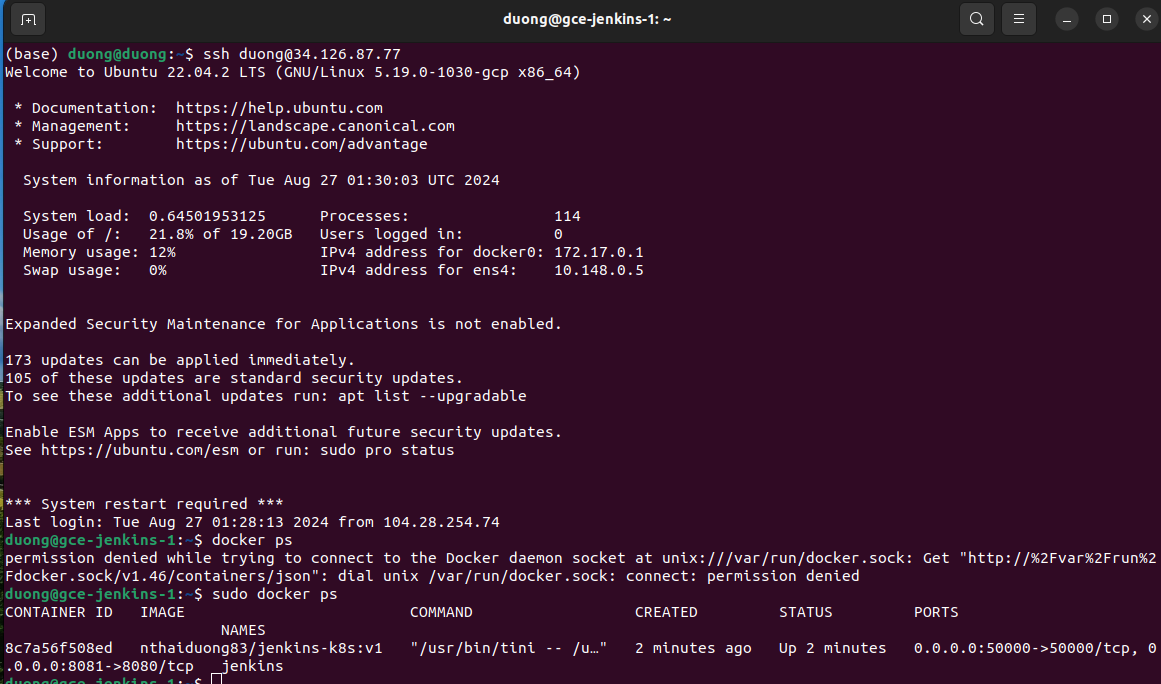 duong@gce-jenkins-1: ~
(base) duong@duong:~$ ssh duong@34.126.87.77
Welcome to Ubuntu 22.04.2 LTS (GNU/Linux 5.19.0-1030-gcp x86_64)
* Documentation:  https://help.ubuntu.com
* Management:     https://landscape.canonical.com
* Support:        https://ubuntu.com/advantage
System information as of Tue Aug 27 01:30:03 UTC 2024
System load:  0.64501953125      Processes:                114
Usage of /:   21.8% of 19.20GB   Users logged in:          0
Memory usage: 12%                IPv4 address for docker0: 172.17.0.1
Swap usage:   0%                 IPv4 address for ens4:    10.148.0.5
Expanded Security Maintenance for Applications is not enabled.
173 updates can be applied immediately.
105 of these updates are standard security updates.
To see these additional updates run: apt list --upgradable
Enable ESM Apps to receive additional future security updates.
See https://ubuntu.com/esm or run: sudo pro status
*** System restart required ***
Last login: Tue Aug 27 01:28:13 2024 from 104.28.254.74
duong@gce-jenkins-1:~$ docker ps
permission denied while trying to connect to the Docker daemon socket at unix:///var/run/docker.sock: Get "http://%2Fvar%2Frun%2
Fdocker.sock/v1.46/containers/json": dial unix /var/run/docker.sock: connect: permission denied
duong@gce-jenkins-1:~$ sudo docker ps
CONTAINER ID   IMAGE                         COMMAND                  CREATED         STATUS         PORTS
NAMES
8c7a56f508ed   nthaiduong83/jenkins-k8s:v1   "/usr/bin/tini -- /u…"   2 minutes ago   Up 2 minutes   0.0.0.0:50000->50000/tcp, 0
.0.0.0:8081->8080/tcp   jenkins
duong@gce-jenkins-1:~$